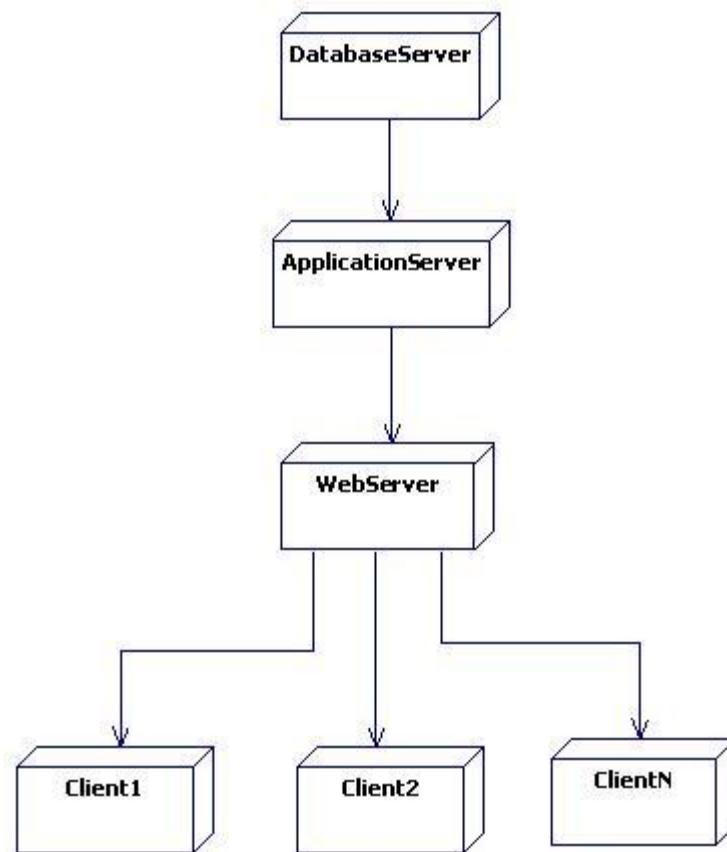 DatabaseServer
ApplicationServer
WebServer
Client1
Client2
ClientN